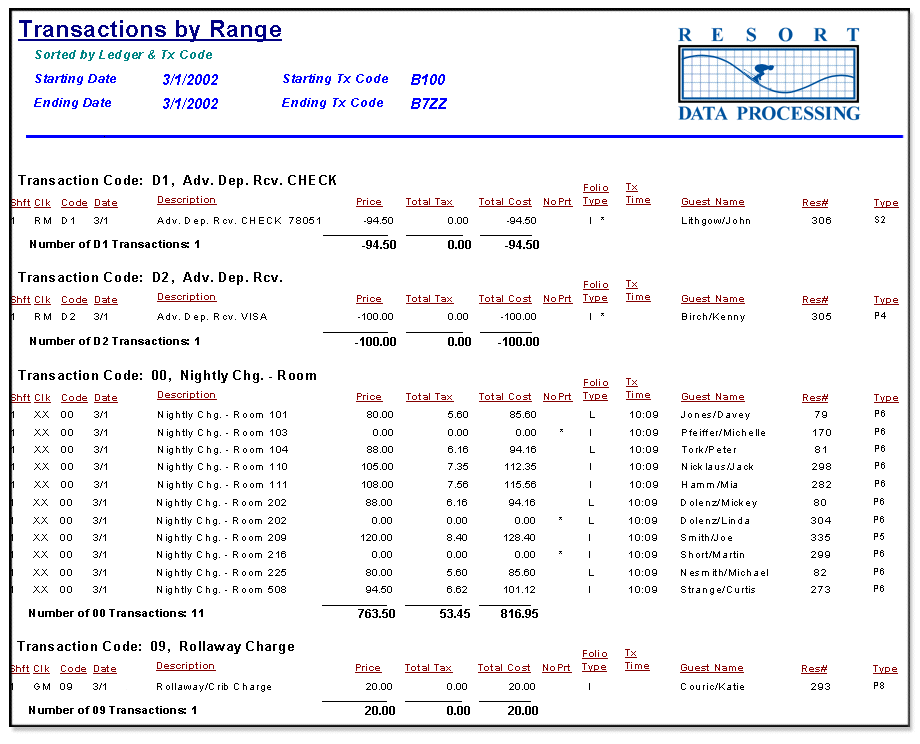 Transactions by Range
R E S O R T
Sorted by Ledger & Tx Code
Starting Date 3/1/2002 Starting Tx Code B100
Ending Date 3/1/2002 Ending Tx Code B7ZZ
DATA PROCESSING
Transaction Code: D1, Adv. Dep. Rcv. CHECK
Shft Clk Code Date Description Price Total Tax Total Cost NoPrt Folio Type Tx Time Guest Name Res# Type
1 RM D1 3/1 Adv. Dep. Rcv. CHECK 78051 -94.50 0.00 -94.50 I * Lithgow/John 306 S2
Number of D1 Transactions: 1 -94.50 0.00 -94.50
Transaction Code: D2, Adv. Dep. Rcv.
Shft Clk Code Date Description Price Total Tax Total Cost NoPrt Folio Type Tx Time Guest Name Res# Type
1 RM D2 3/1 Adv. Dep. Rcv. VISA -100.00 0.00 -100.00 I * Birch/Kenny 305 P4
Number of D2 Transactions: 1 -100.00 0.00 -100.00
Transaction Code: 00, Nightly Chg. - Room
Shft Clk Code Date Description Price Total Tax Total Cost NoPrt Folio Type Tx Time Guest Name Res# Type
1 XX 00 3/1 Nightly Chg. - Room 101 80.00 5.60 85.60 L 10:09 Jones/Davey 79 P6
1 XX 00 3/1 Nightly Chg. - Room 103 0.00 0.00 0.00 * I 10:09 Pfeiffer/Michelle 170 P6
1 XX 00 3/1 Nightly Chg. - Room 104 88.00 6.16 94.16 L 10:09 Tork/Peter 81 P6
1 XX 00 3/1 Nightly Chg. - Room 110 105.00 7.35 112.35 I 10:09 Nicklaus/Jack 298 P6
1 XX 00 3/1 Nightly Chg. - Room 111 108.00 7.56 115.56 I 10:09 Hamm/Mia 282 P6
1 XX 00 3/1 Nightly Chg. - Room 202 88.00 6.16 94.16 L 10:09 Dolenz/Mickey 80 P6
1 XX 00 3/1 Nightly Chg. - Room 202 0.00 0.00 0.00 * L 10:09 Dolenz/Linda 304 P6
1 XX 00 3/1 Nightly Chg. - Room 209 120.00 8.40 128.40 I 10:09 Smith/Joe 335 P5
1 XX 00 3/1 Nightly Chg. - Room 216 0.00 0.00 0.00 * I 10:09 Short/Martin 299 P6
1 XX 00 3/1 Nightly Chg. - Room 225 80.00 5.60 85.60 L 10:09 Nesmith/Michael 82 P6
1 XX 00 3/1 Nightly Chg. - Room 508 94.50 6.62 101.12 I 10:09 Strange/Curtis 273 P6
Number of 00 Transactions: 11 763.50 53.45 816.95
Transaction Code: 09, Rollaway Charge
Shft Clk Code Date Description Price Total Tax Total Cost NoPrt Folio Type Tx Time Guest Name Res# Type
1 GM 09 3/1 Rollaway/Crib Charge 20.00 0.00 20.00 I Couric/Katie 293 P8
Number of 09 Transactions: 1 20.00 0.00 20.00